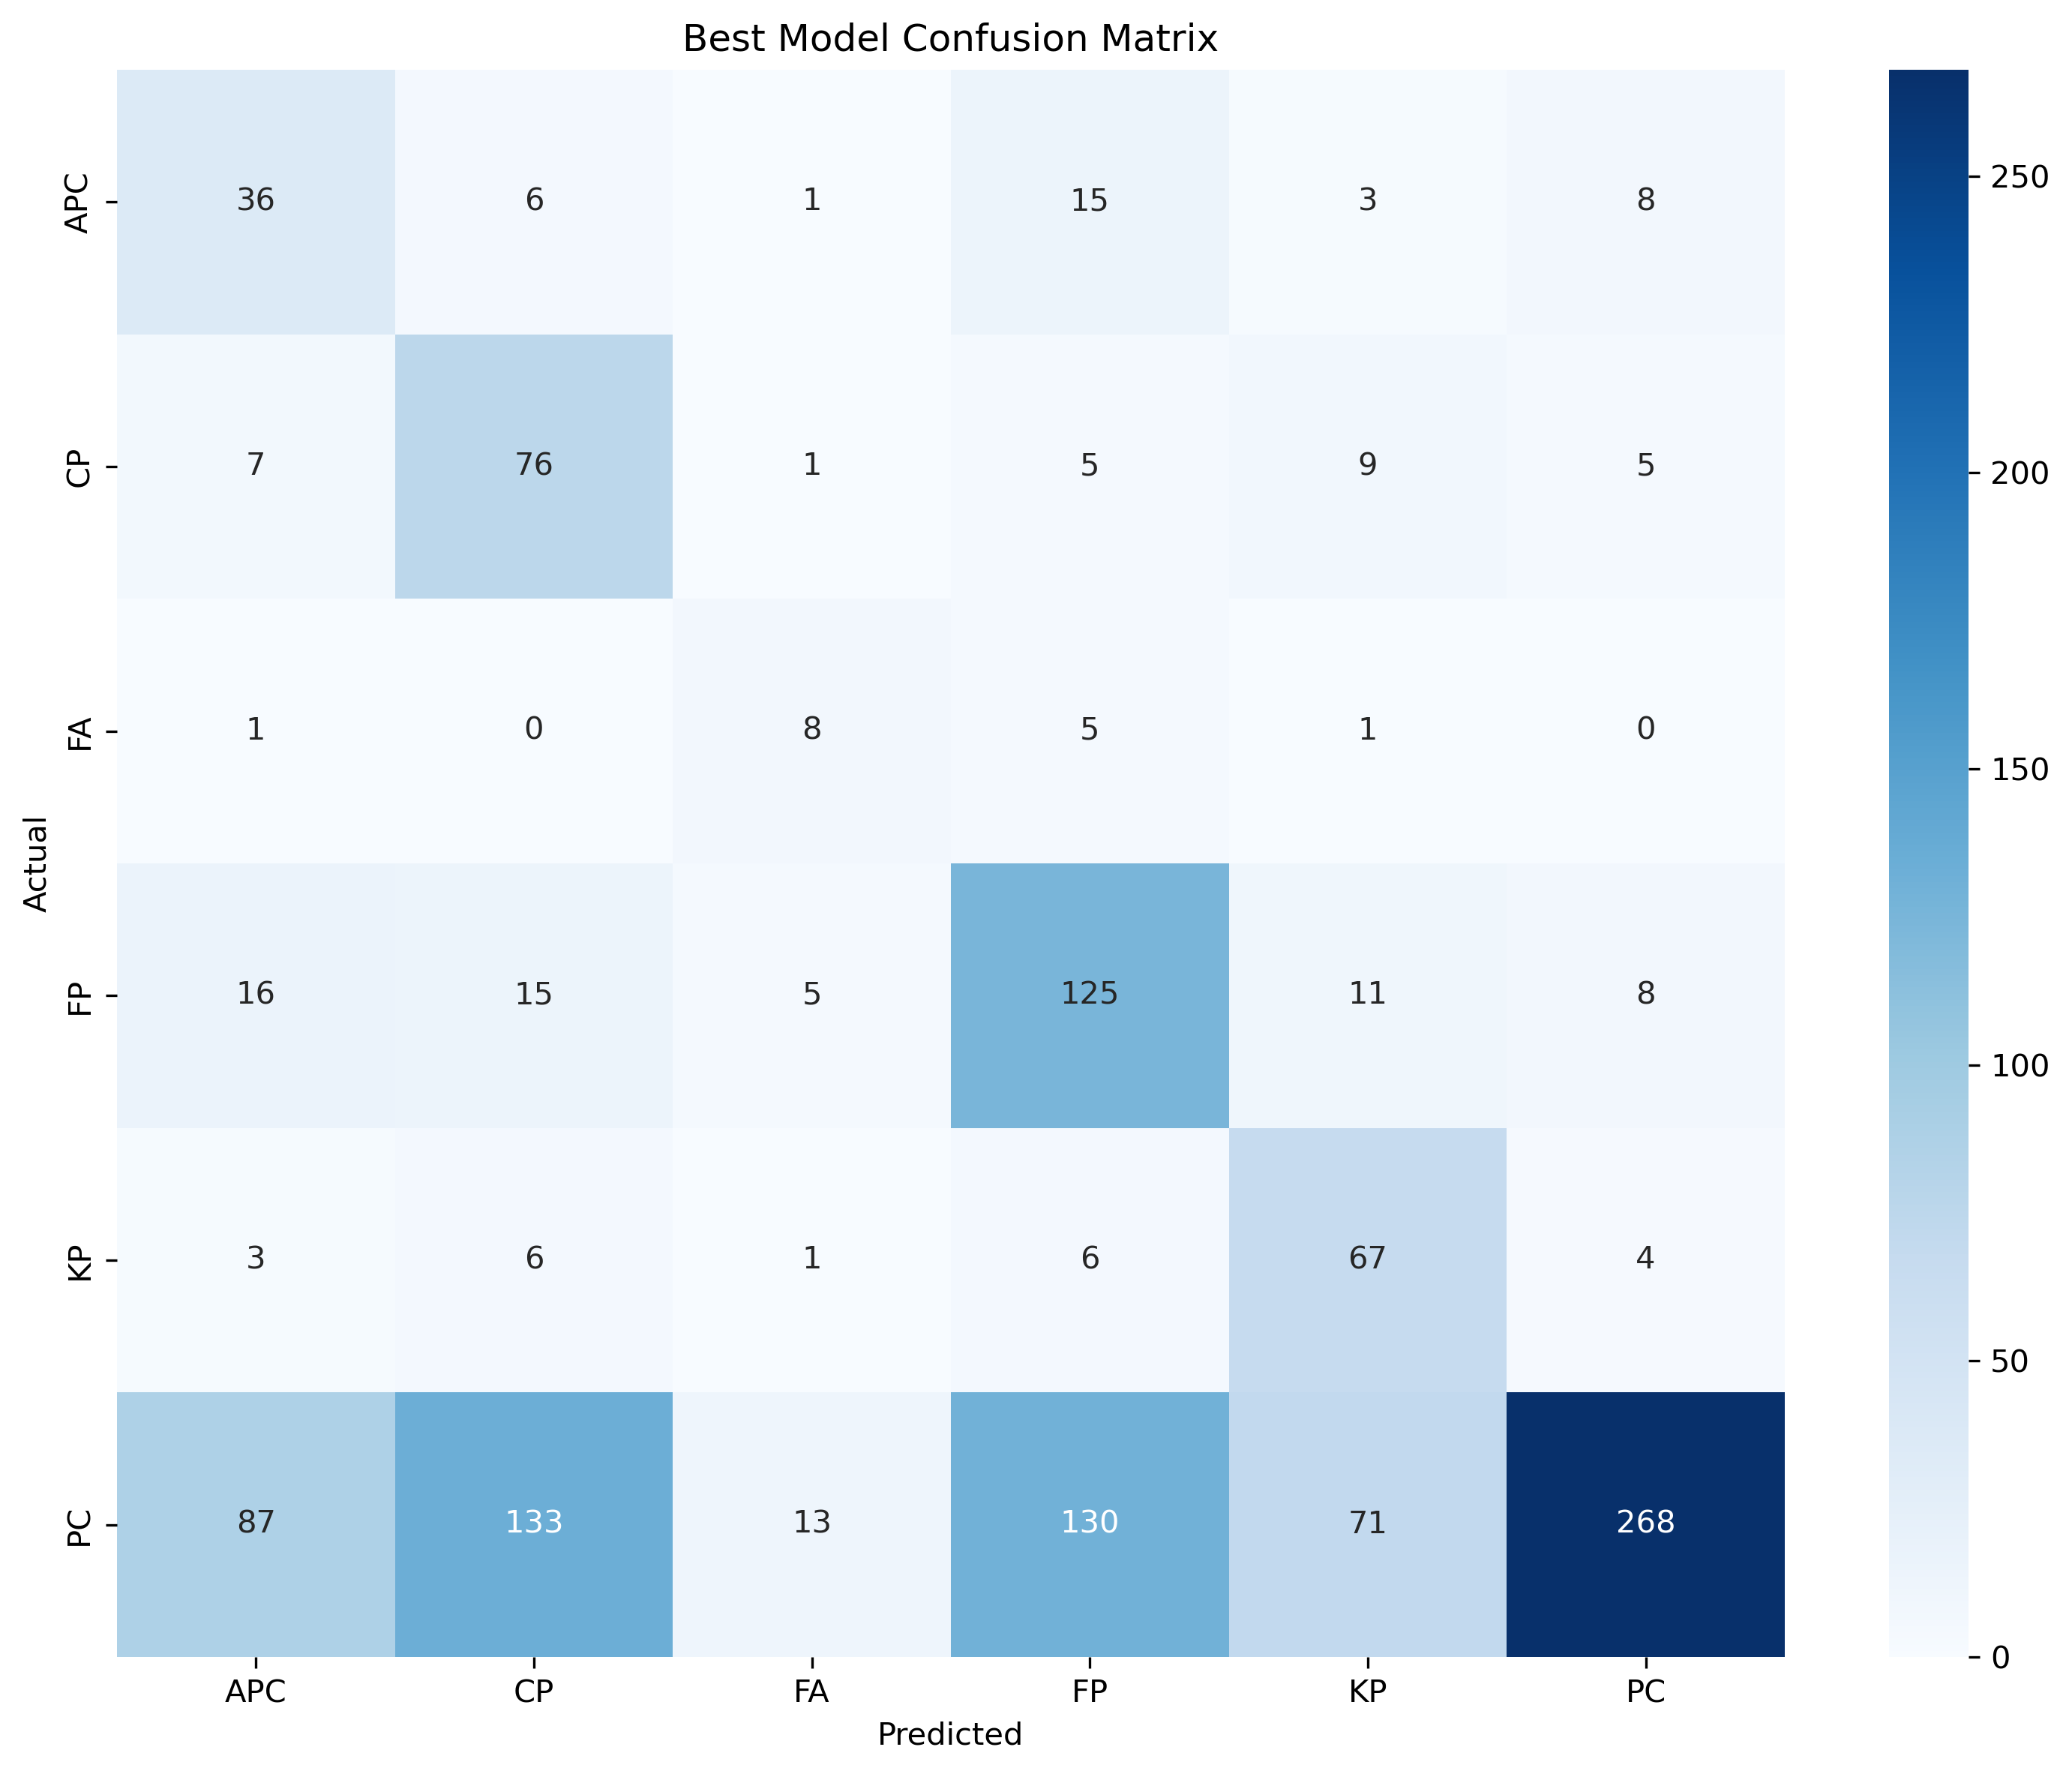 Best Model Confusion Matrix
APC 36 6 1 15 3 8
CP 7 76 1 5 9 5
FA 1 0 8 5 1 0
FP 16 15 5 125 11 8
KP 3 6 1 6 67 4
PC 87 133 13 130 71 268
APC CP FA FP KP PC
Predicted
Actual
250
200
150
100
50
0